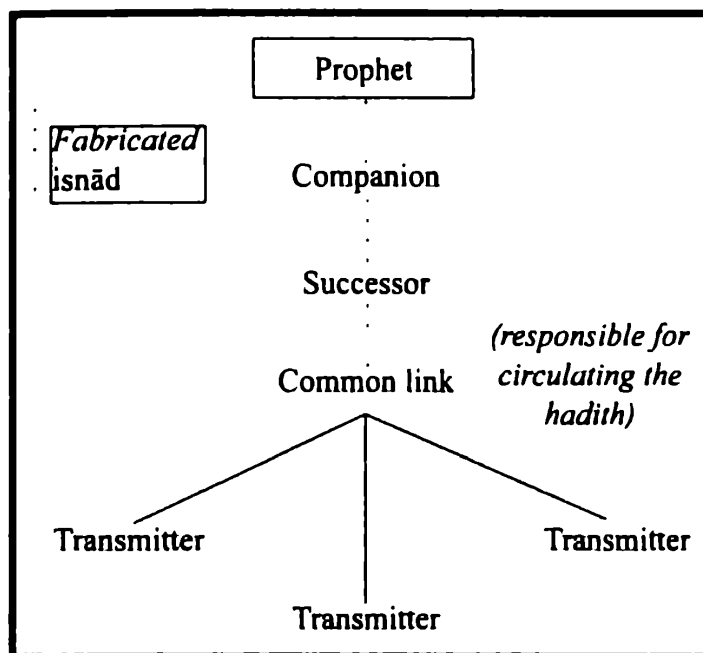 Prophet
Fabricated
isnād
Companion
Successor
(responsible for
circulating the
hadith)
Common link
Transmitter
Transmitter
Transmitter